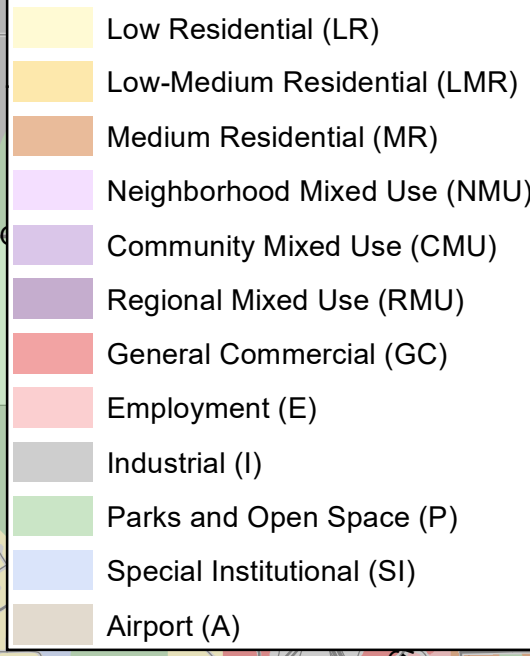 Low Residential (LR)
Low-Medium Residential (LMR)
Medium Residential (MR)
Neighborhood Mixed Use (NMU)
Community Mixed Use (CMU)
Regional Mixed Use (RMU)
General Commercial (GC)
Employment (E)
Industrial (I)
Parks and Open Space (P)
Special Institutional (SI)
Airport (A)